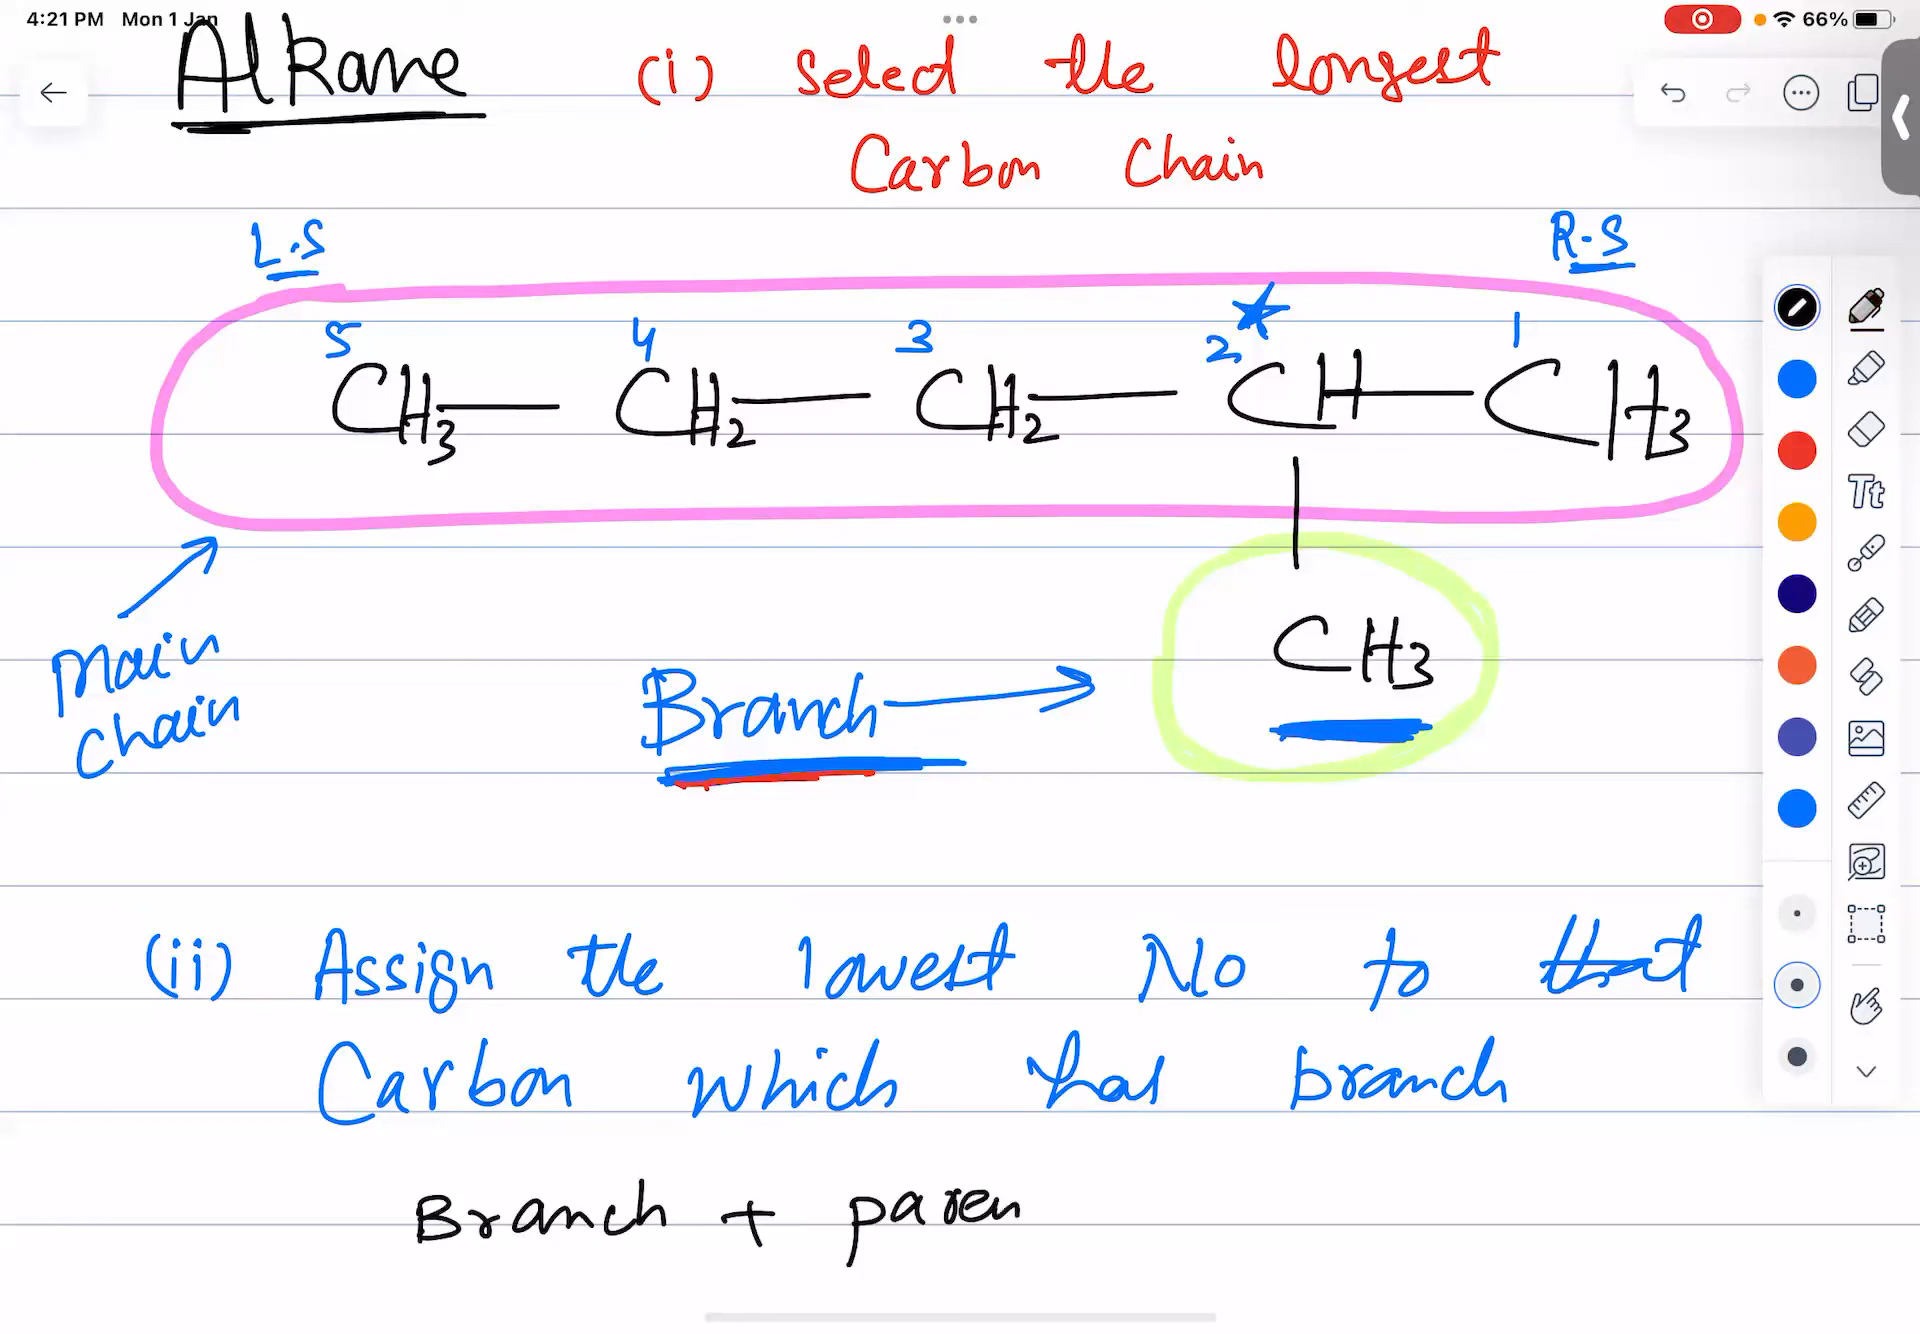 4:21 PM Mon 1 Jan
66%
Alkane (i) Select the longest
Carbon Chain
L.S R-S
5 4 3 2 1
CH3 — CH2 — CH2 — CH — CH3
|
CH3
Main
Chain
Branch
(ii) Assign the lowest No to that
Carbon which has branch
Branch + paren
Tt